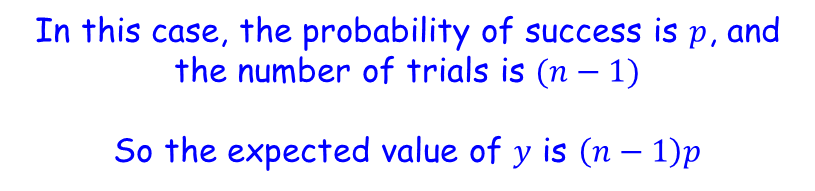 In this case, the probability of success is p, and
the number of trials is (n − 1)
So the expected value of y is (n − 1)p